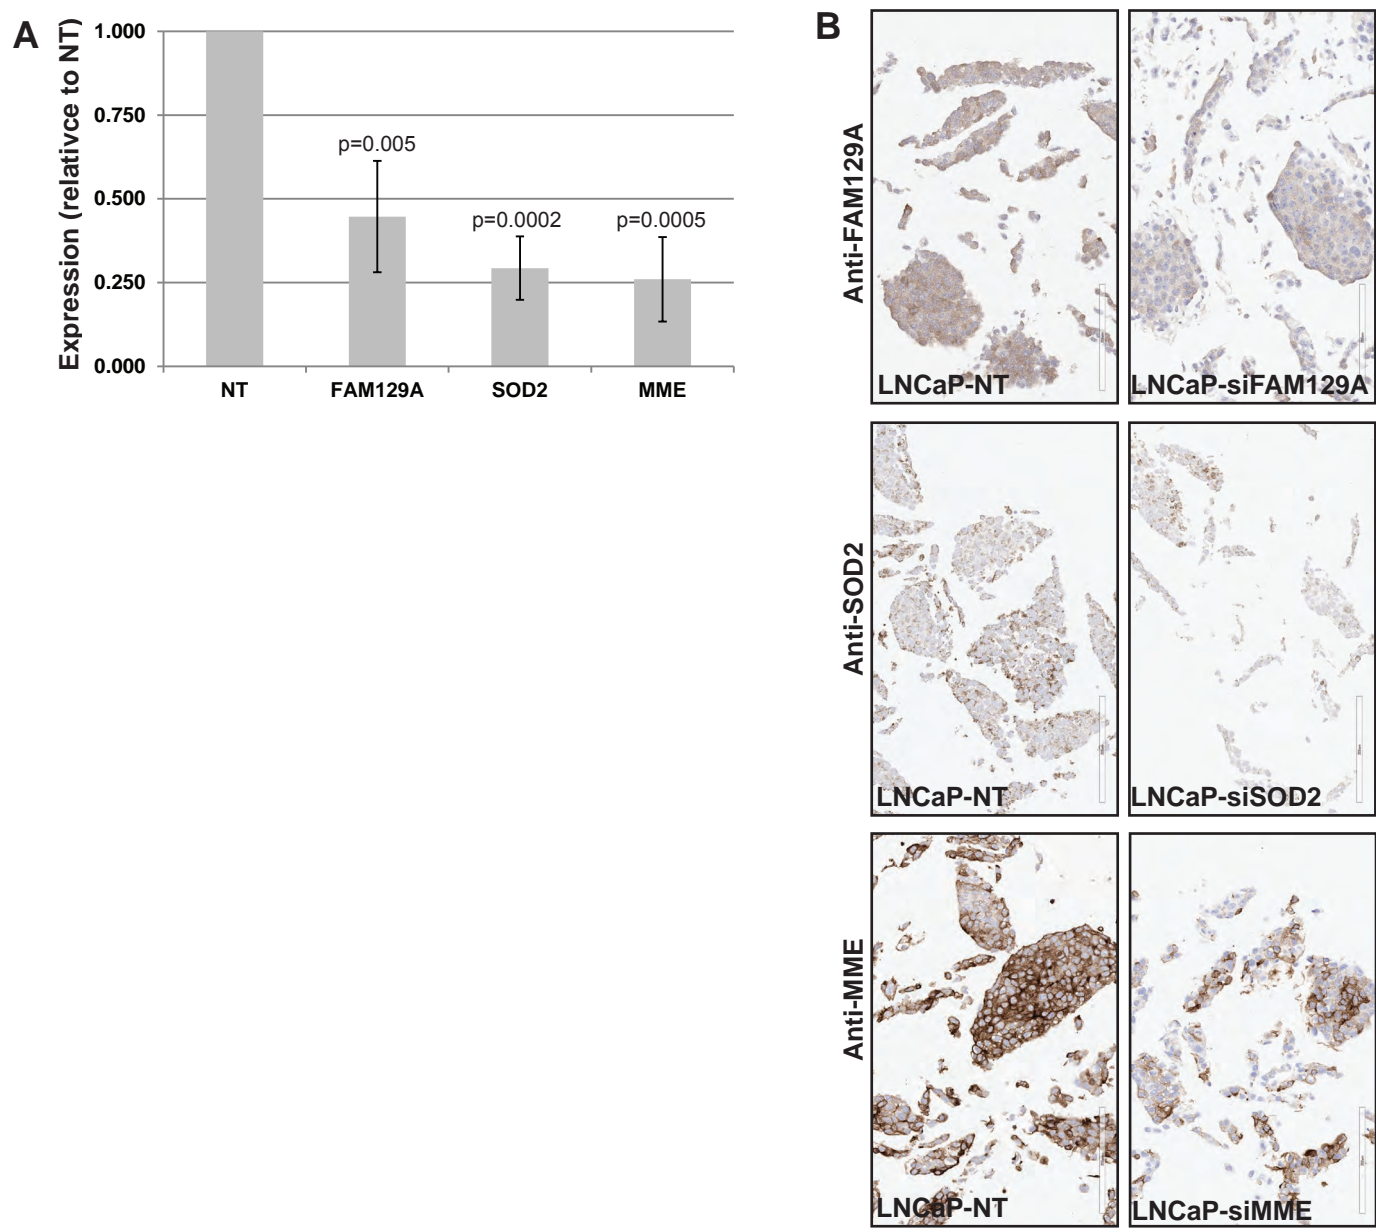 A
Expression (relativce to NT)
1.000
0.750
0.500
0.250
0.000
p=0.005
p=0.0002
p=0.0005
NT
FAM129A
SOD2
MME
B
Anti-FAM129A
LNCaP-NT
LNCaP-siFAM129A
Anti-SOD2
LNCaP-NT
LNCaP-siSOD2
Anti-MME
LNCaP-NT
LNCaP-siMME